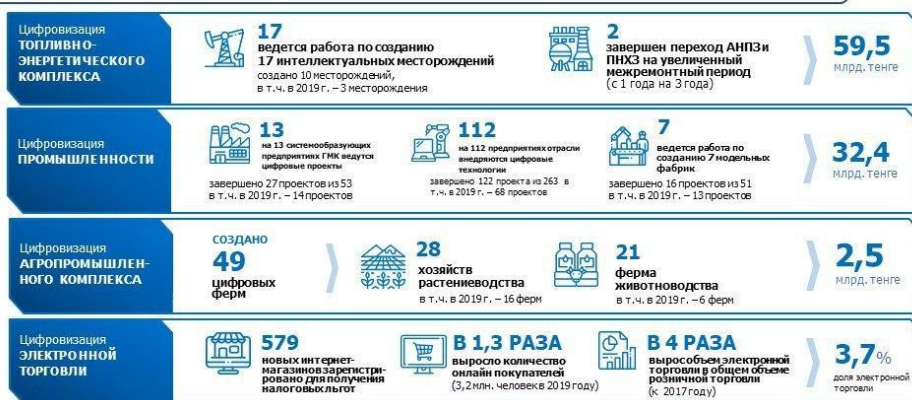 Цифровизация
ТОПЛИВНО-
ЭНЕРГЕТИЧЕСКОГО
КОМПЛЕКСА
17
ведется работа по созданию
17 интеллектуальных месторождений
создано 10 месторождений,
в т.ч. в 2019 г. – 3 месторождения
2
завершен переход АНПЗ и
ПНХЗ на увеличенный
межремонтный период
(с 1 года на 3 года)
59,5
млрд. тенге
Цифровизация
ПРОМЫШЛЕННОСТИ
13
на 13 системообразующих
предприятиях ГМК ведутся
цифровые проекты
завершено 27 проектов из 53
в т.ч. в 2019 г. – 14 проектов
112
на 112 предприятиях отрасли
внедряются цифровые
технологии
завершено 122 проекта из 263 в
т.ч. в 2019 г. – 68 проектов
7
ведется работа по
созданию 7 модельных
фабрик
завершено 16 проектов из 51
в т.ч. в 2019 г. – 13 проектов
32,4
млрд. тенге
Цифровизация
АГРОПРОМЫШЛЕН-
НОГО КОМПЛЕКСА
СОЗДАНО
49
цифровых
ферм
28
хозяйств
растениеводства
в т.ч. в 2019 г. – 16 ферм
21
ферма
животноводства
в т.ч. в 2019 г. – 6 ферм
2,5
млрд. тенге
Цифровизация
ЭЛЕКТРОННОЙ
ТОРГОВЛИ
579
новых интернет-
магазинов зарегистри-
ровано для получения
налоговых льгот
В 1,3 РАЗА
выросло количество
онлайн покупателей
(3,2 млн. человек в 2019 году)
В 4 РАЗА
вырос объем электронной
торговли в общем объеме
розничной торговли
(к 2017 году)
3,7%
доля электронной
торговли